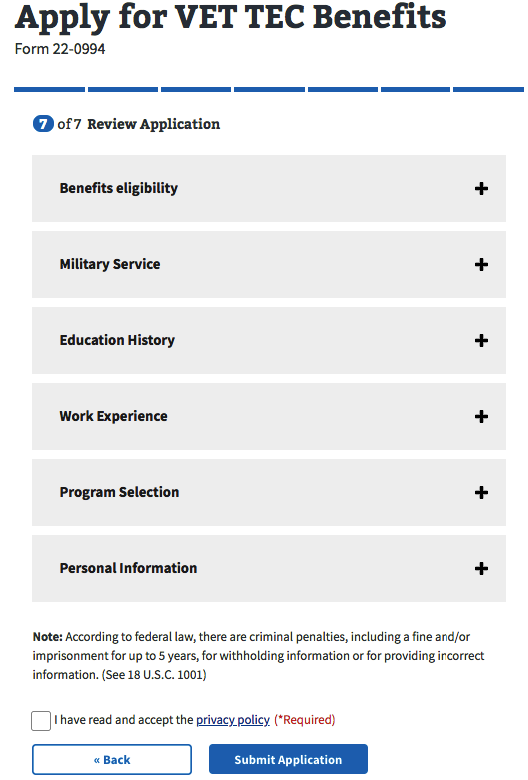 Apply for VET TEC Benefits
Form 22-0994
7 of 7 Review Application
Benefits eligibility
Military Service
Education History
Work Experience
Program Selection
Personal Information
Note: According to federal law, there are criminal penalties, including a fine and/or
imprisonment for up to 5 years, for withholding information or for providing incorrect
information. (See 18 U.S.C. 1001)
I have read and accept the privacy policy (*Required)
« Back
Submit Application